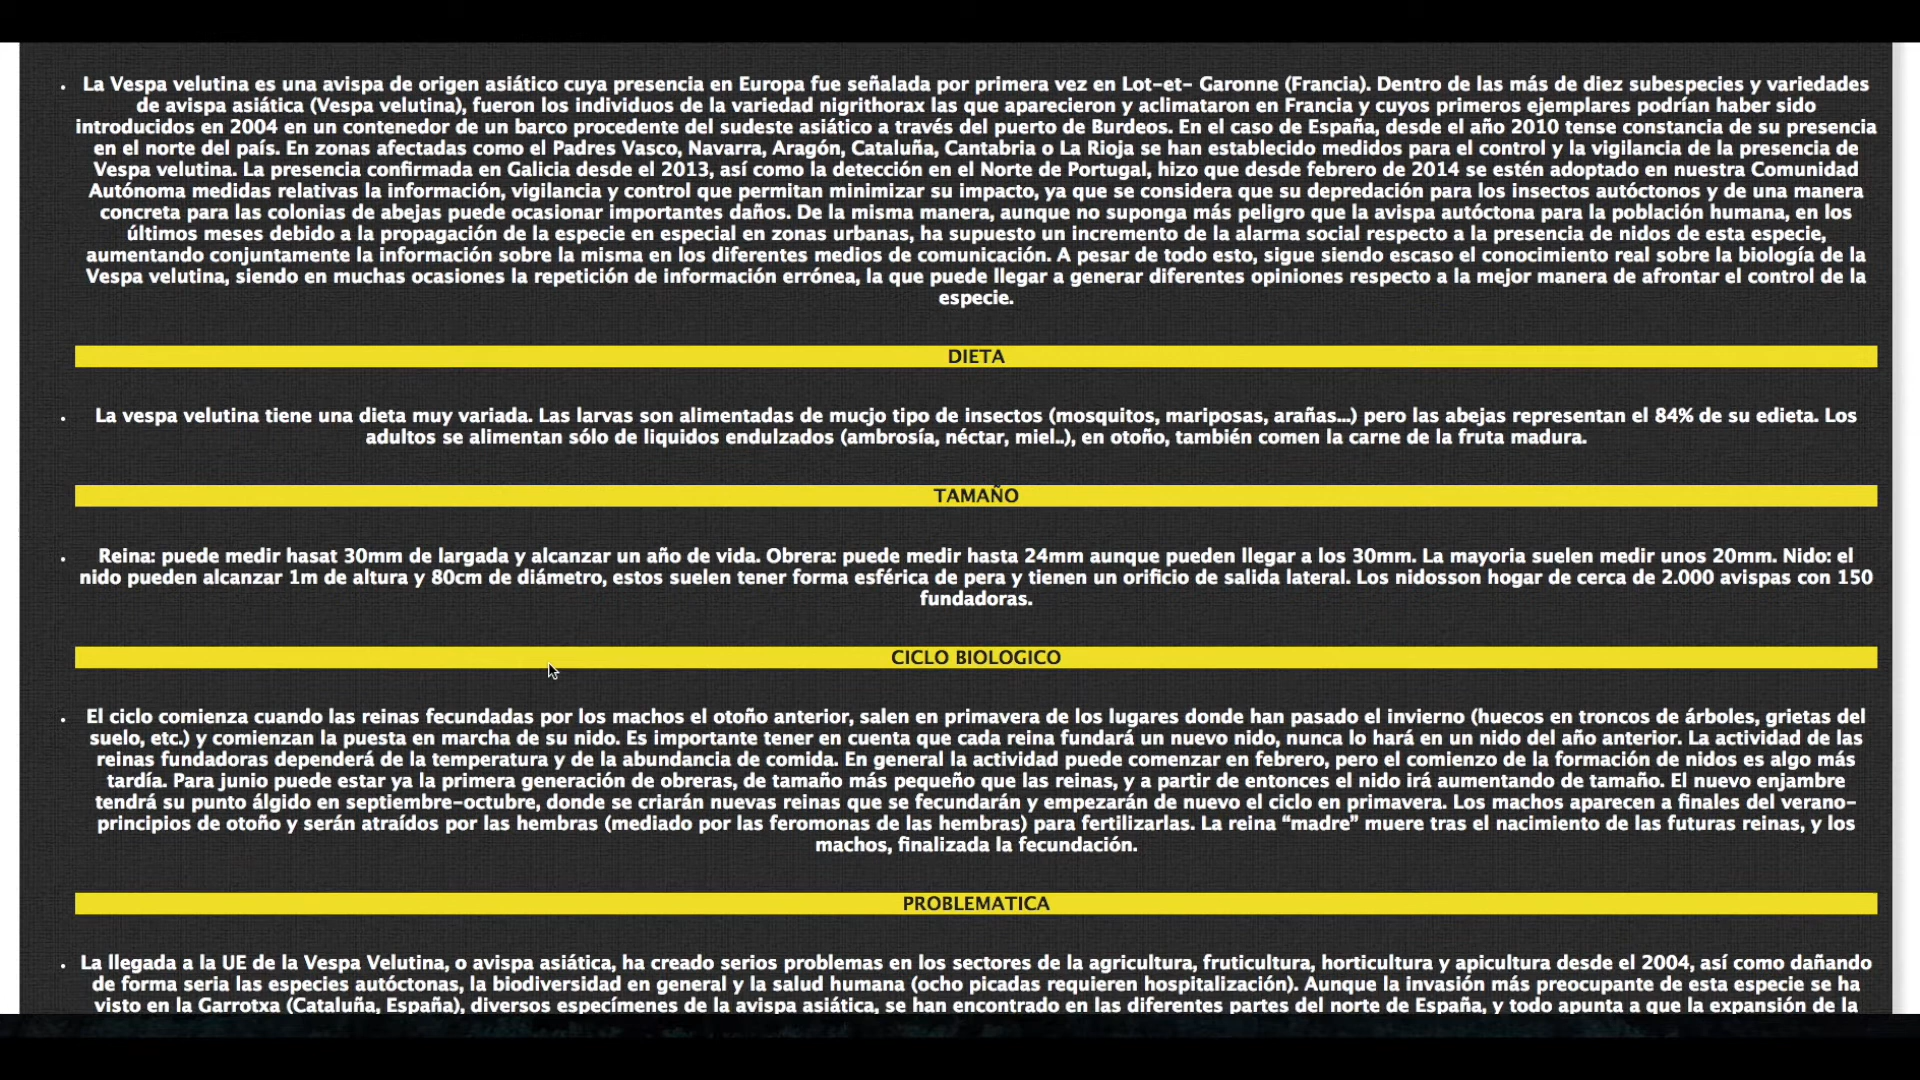 La Vespa velutina es una avispa de origen asiático cuya presencia en Europa fue señalada por primera vez en Lot-et- Garonne (Francia). Dentro de las más de diez subespecies y variedades
de avispa asiática (Vespa velutina), fueron los individuos de la variedad nigrithorax las que aparecieron y aclimataron en Francia y cuyos primeros ejemplares podrían haber sido
introducidos en 2004 en un contenedor de un barco procedente del sudeste asiático a través del puerto de Burdeos. En el caso de España, desde el año 2010 tense constancia de su presencia
en el norte del país. En zonas afectadas como el Padres Vasco, Navarra, Aragón, Cataluña, Cantabria o La Rioja se han establecido medidos para el control y la vigilancia de la presencia de
Vespa velutina. La presencia confirmada en Galicia desde el 2013, así como la detección en el Norte de Portugal, hizo que desde febrero de 2014 se estén adoptado en nuestra Comunidad
Autónoma medidas relativas la información, vigilancia y control que permitan minimizar su impacto, ya que se considera que su depredación para los insectos autóctonos y de una manera
concreta para las colonias de abejas puede ocasionar importantes daños. De la misma manera, aunque no suponga más peligro que la avispa autóctona para la población humana, en los
últimos meses debido a la propagación de la especie en especial en zonas urbanas, ha supuesto un incremento de la alarma social respecto a la presencia de nidos de esta especie,
aumentando conjuntamente la información sobre la misma en los diferentes medios de comunicación. A pesar de todo esto, sigue siendo escaso el conocimiento real sobre la biología de la
Vespa velutina, siendo en muchas ocasiones la repetición de información errónea, la que puede llegar a generar diferentes opiniones respecto a la mejor manera de afrontar el control de la
especie.
DIETA
La vespa velutina tiene una dieta muy variada. Las larvas son alimentadas de mucjo tipo de insectos (mosquitos, mariposas, arañas...) pero las abejas representan el 84% de su edieta. Los
adultos se alimentan sólo de liquidos endulzados (ambrosía, néctar, miel..), en otoño, también comen la carne de la fruta madura.
TAMAÑO
Reina: puede medir hasat 30mm de largada y alcanzar un año de vida. Obrera: puede medir hasta 24mm aunque pueden llegar a los 30mm. La mayoria suelen medir unos 20mm. Nido: el
nido pueden alcanzar 1m de altura y 80cm de diámetro, estos suelen tener forma esférica de pera y tienen un orificio de salida lateral. Los nidosson hogar de cerca de 2.000 avispas con 150
fundadoras.
CICLO BIOLOGICO
El ciclo comienza cuando las reinas fecundadas por los machos el otoño anterior, salen en primavera de los lugares donde han pasado el invierno (huecos en troncos de árboles, grietas del
suelo, etc.) y comienzan la puesta en marcha de su nido. Es importante tener en cuenta que cada reina fundará un nuevo nido, nunca lo hará en un nido del año anterior. La actividad de las
reinas fundadoras dependerá de la temperatura y de la abundancia de comida. En general la actividad puede comenzar en febrero, pero el comienzo de la formación de nidos es algo más
tardía. Para junio puede estar ya la primera generación de obreras, de tamaño más pequeño que las reinas, y a partir de entonces el nido irá aumentando de tamaño. El nuevo enjambre
tendrá su punto álgido en septiembre-octubre, donde se criarán nuevas reinas que se fecundarán y empezarán de nuevo el ciclo en primavera. Los machos aparecen a finales del verano-
principios de otoño y serán atraídos por las hembras (mediado por las feromonas de las hembras) para fertilizarlas. La reina “madre” muere tras el nacimiento de las futuras reinas, y los
machos, finalizada la fecundación.
PROBLEMATICA
La llegada a la UE de la Vespa Velutina, o avispa asiática, ha creado serios problemas en los sectores de la agricultura, fruticultura, horticultura y apicultura desde el 2004, así como dañando
de forma seria las especies autóctonas, la biodiversidad en general y la salud humana (ocho picadas requieren hospitalización). Aunque la invasión más preocupante de esta especie se ha
visto en la Garrotxa (Cataluña, España), diversos específmenes de la avispa asiática, se han encontrado en las diferentes partes del norte de España, y todo apunta a que la expansión de la